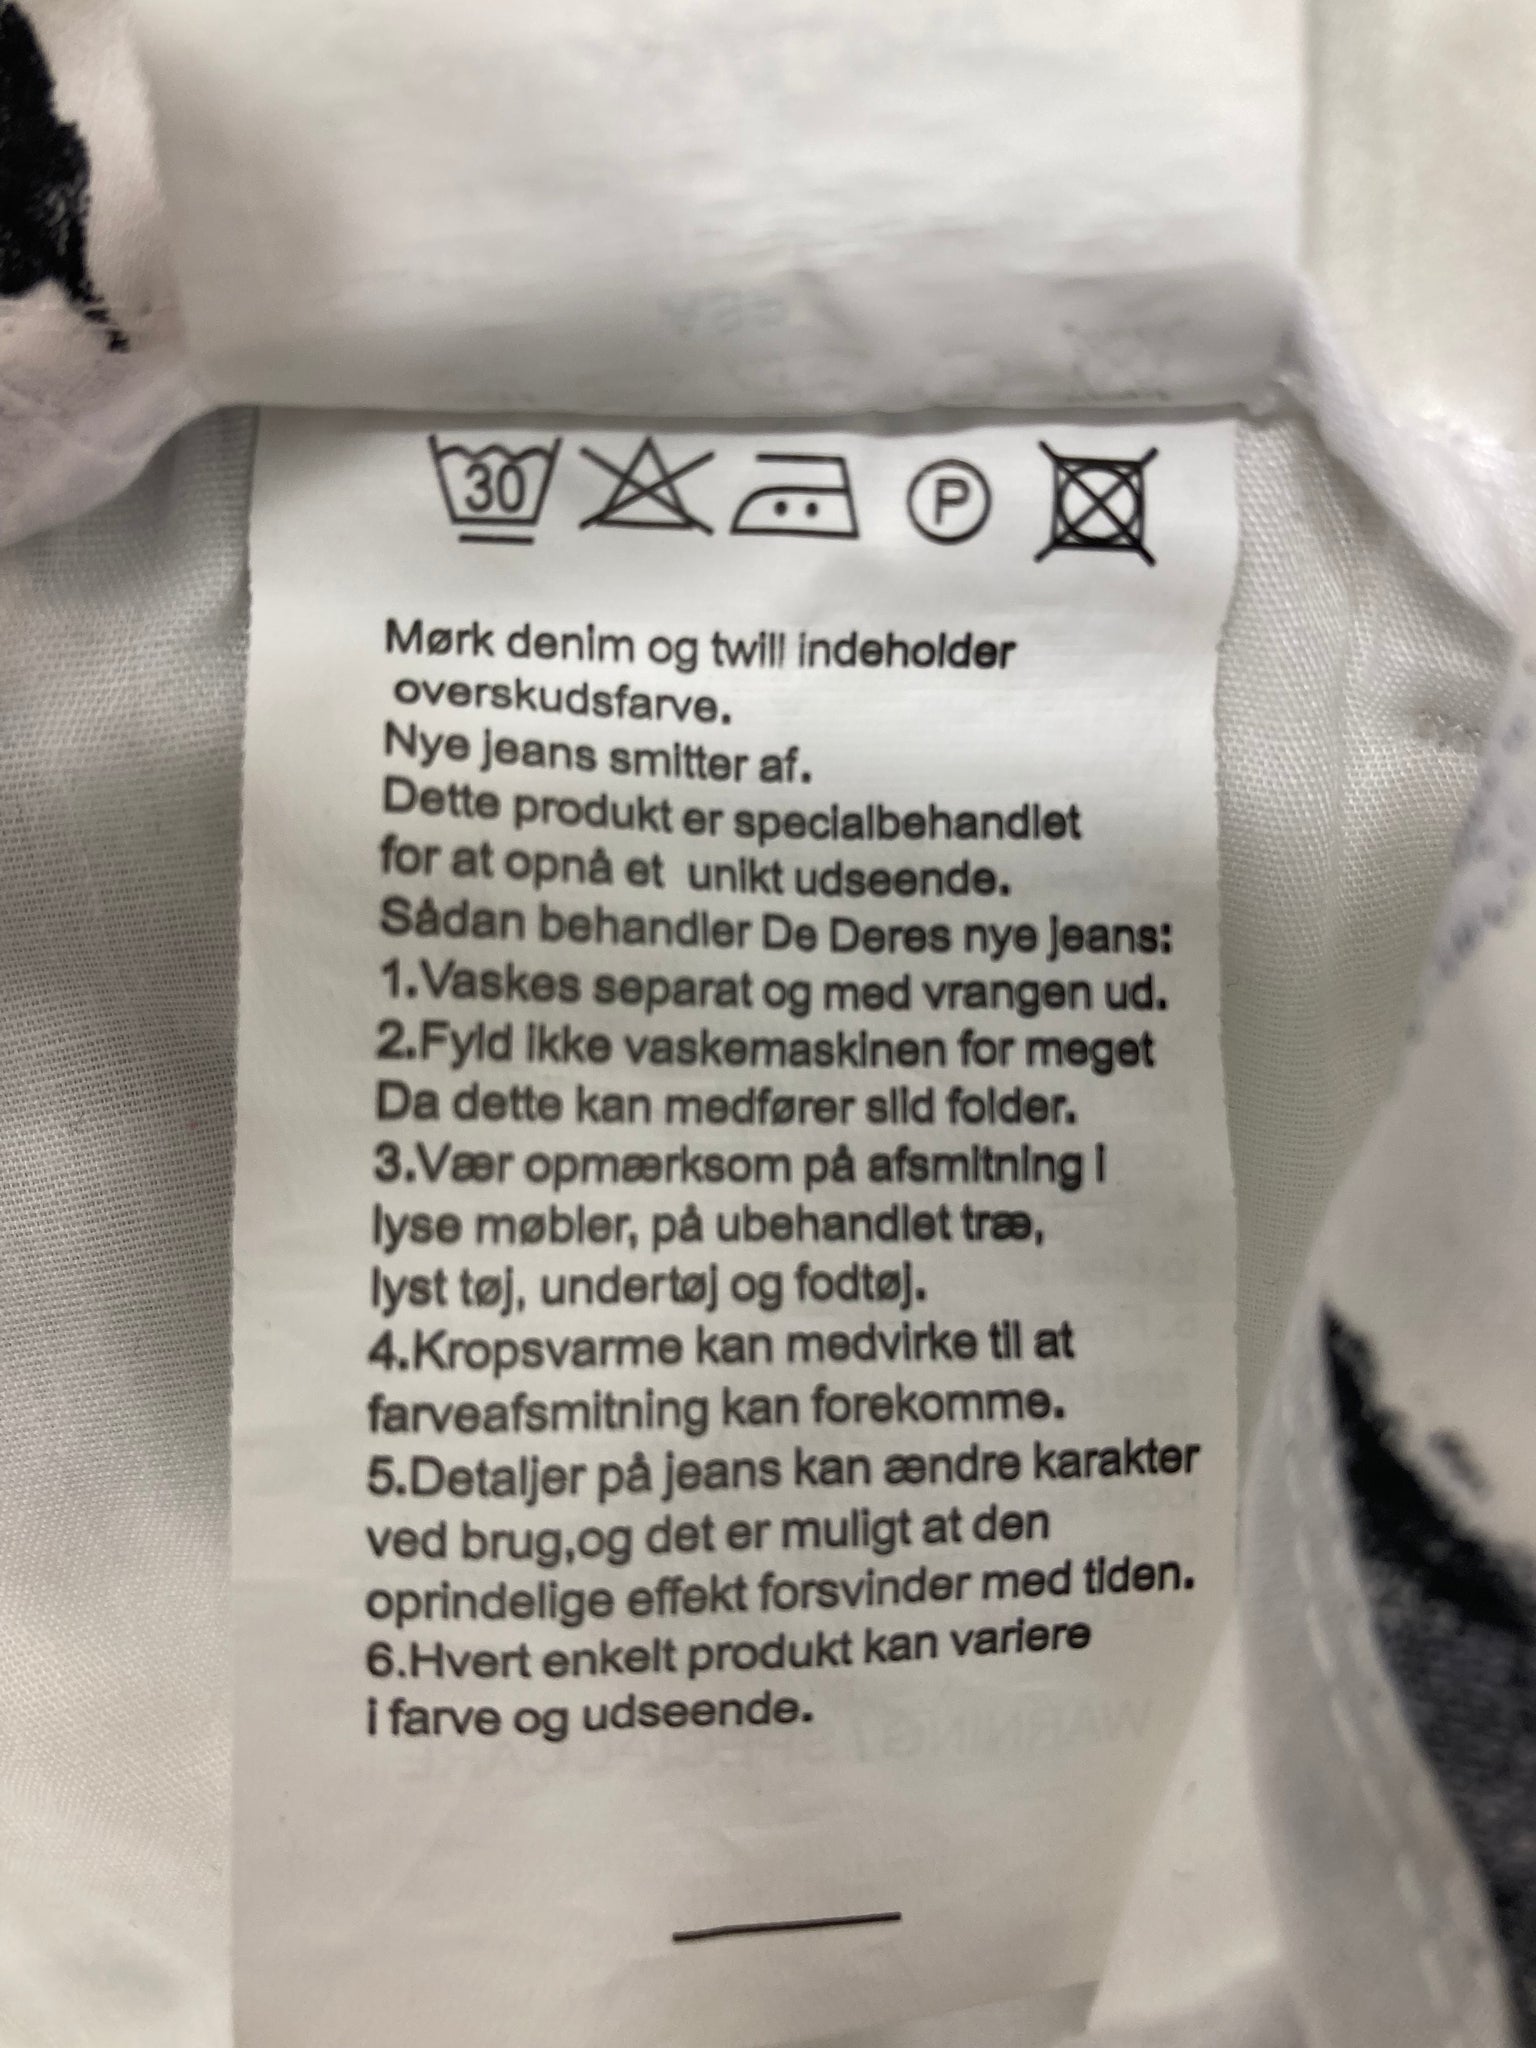 30
P
Mørk denim og twill indeholder
overskudsfarve.
Nye jeans smitter af.
Dette produkt er specialbehandlet
for at opnå et unikt udseende.
Sådan behandler De Deres nye jeans:
1.Vaskes separat og med vrangen ud.
2.Fyld ikke vaskemaskinen for meget
Da dette kan medfører slid folder.
3.Vær opmærksom på afsmitning i
lyse møbler, på ubehandlet træ,
lyst tøj, undertøj og fodtøj.
4.Kropsvarme kan medvirke til at
farveafsmitning kan forekomme.
5.Detaljer på jeans kan ændre karakter
ved brug,og det er muligt at den
oprindelige effekt forsvinder med tiden.
6.Hvert enkelt produkt kan variere
i farve og udseende.